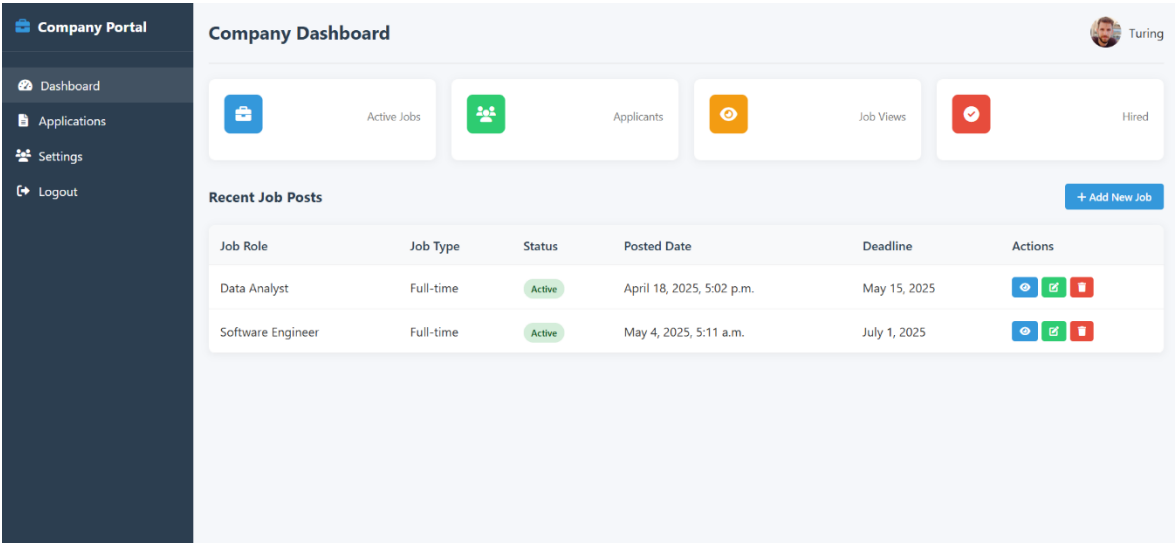 Company Portal
Dashboard
Applications
Settings
Logout
Company Dashboard
Turing
Active Jobs
Applicants
Job Views
Hired
Recent Job Posts
+ Add New Job
Job Role Job Type Status Posted Date Deadline Actions
Data Analyst Full-time Active April 18, 2025, 5:02 p.m. May 15, 2025
Software Engineer Full-time Active May 4, 2025, 5:11 a.m. July 1, 2025